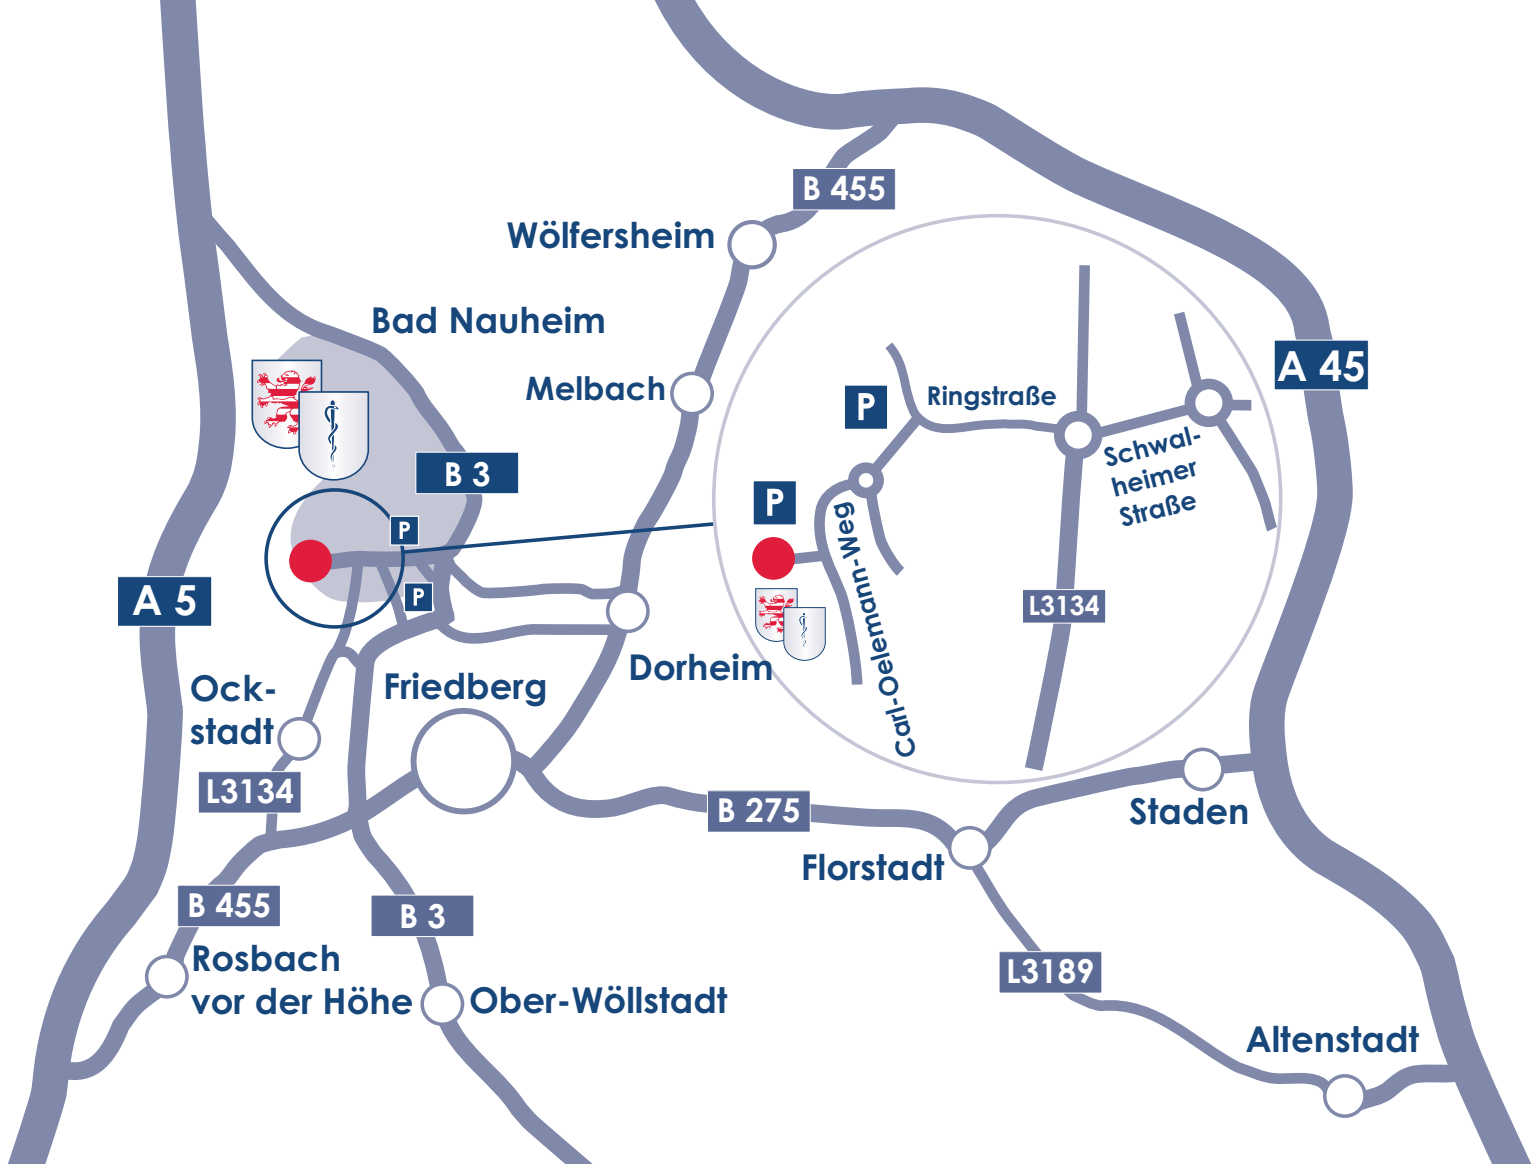 B 455
Wölfersheim
Bad Nauheim
A 45
Melbach
Ringstraße
P
Schwal-
heimer
Straße
B 3
P
P
Carl-Oelemann-Weg
A 5
P
L3134
Dorheim
Ock-
stadt
Friedberg
L3134
B 275
Staden
Florstadt
B 455
B 3
Rosbach
vor der Höhe
Ober-Wöllstadt
L3189
Altenstadt